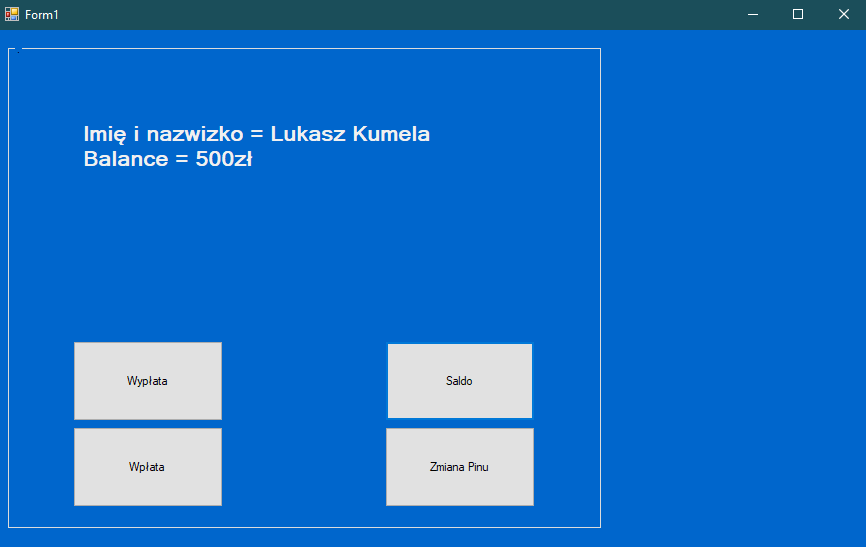 Form1
Imię i nazwizko = Lukasz Kumela
Balance = 500zł
Wypłata
Saldo
Wpłata
Zmiana Pinu